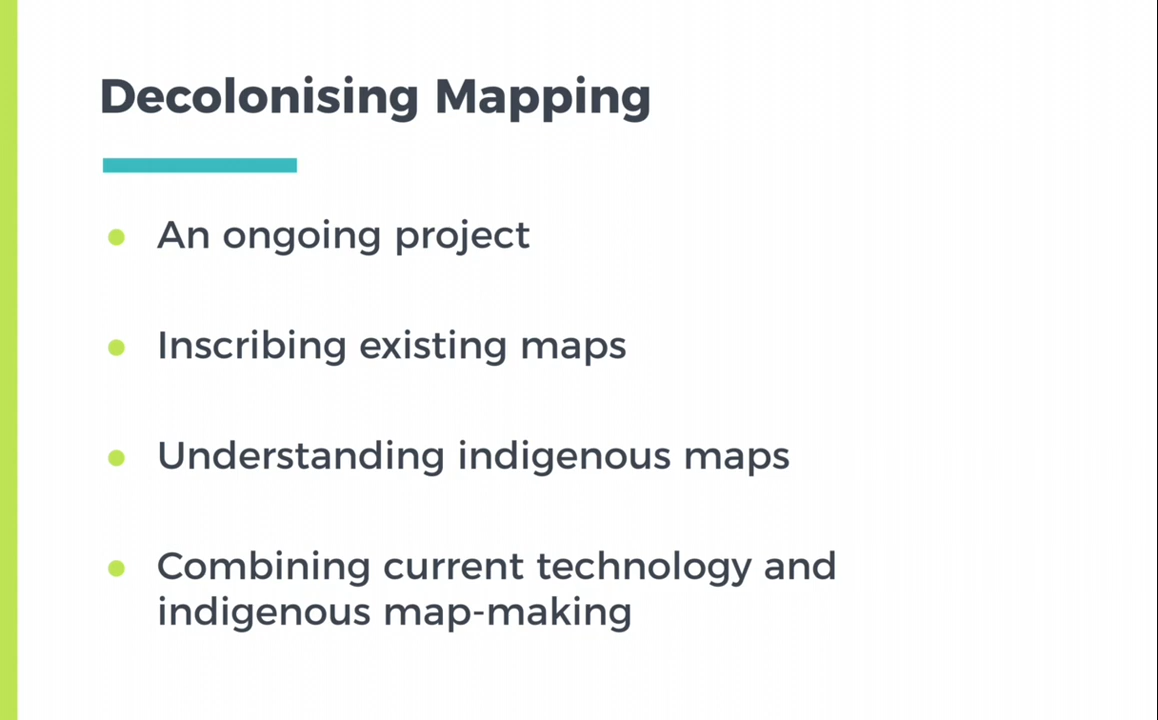 Decolonising Mapping
An ongoing project
Inscribing existing maps
Understanding indigenous maps
Combining current technology and
indigenous map-making